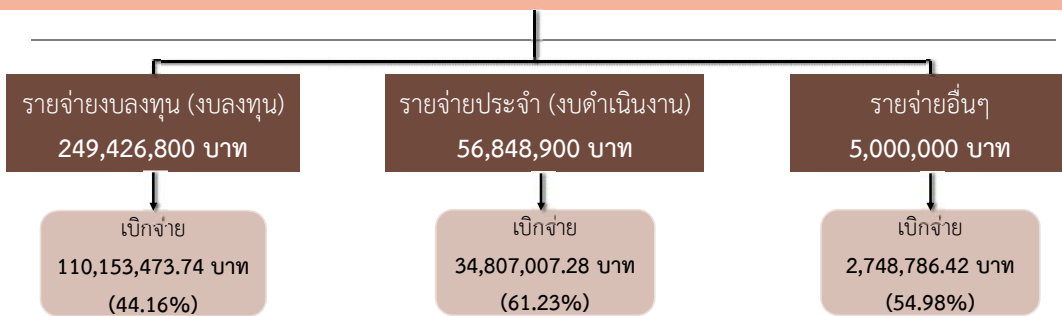 รายจ่ายงบลงทุน (งบลงทุน)
249,426,800 บาท
เบิกจ่าย
110,153,473.74 บาท
(44.16%)
รายจ่ายประจำ (งบดำเนินงาน)
56,848,900 บาท
เบิกจ่าย
34,807,007.28 บาท
(61.23%)
รายจ่ายอื่นๆ
5,000,000 บาท
เบิกจ่าย
2,748,786.42 บาท
(54.98%)